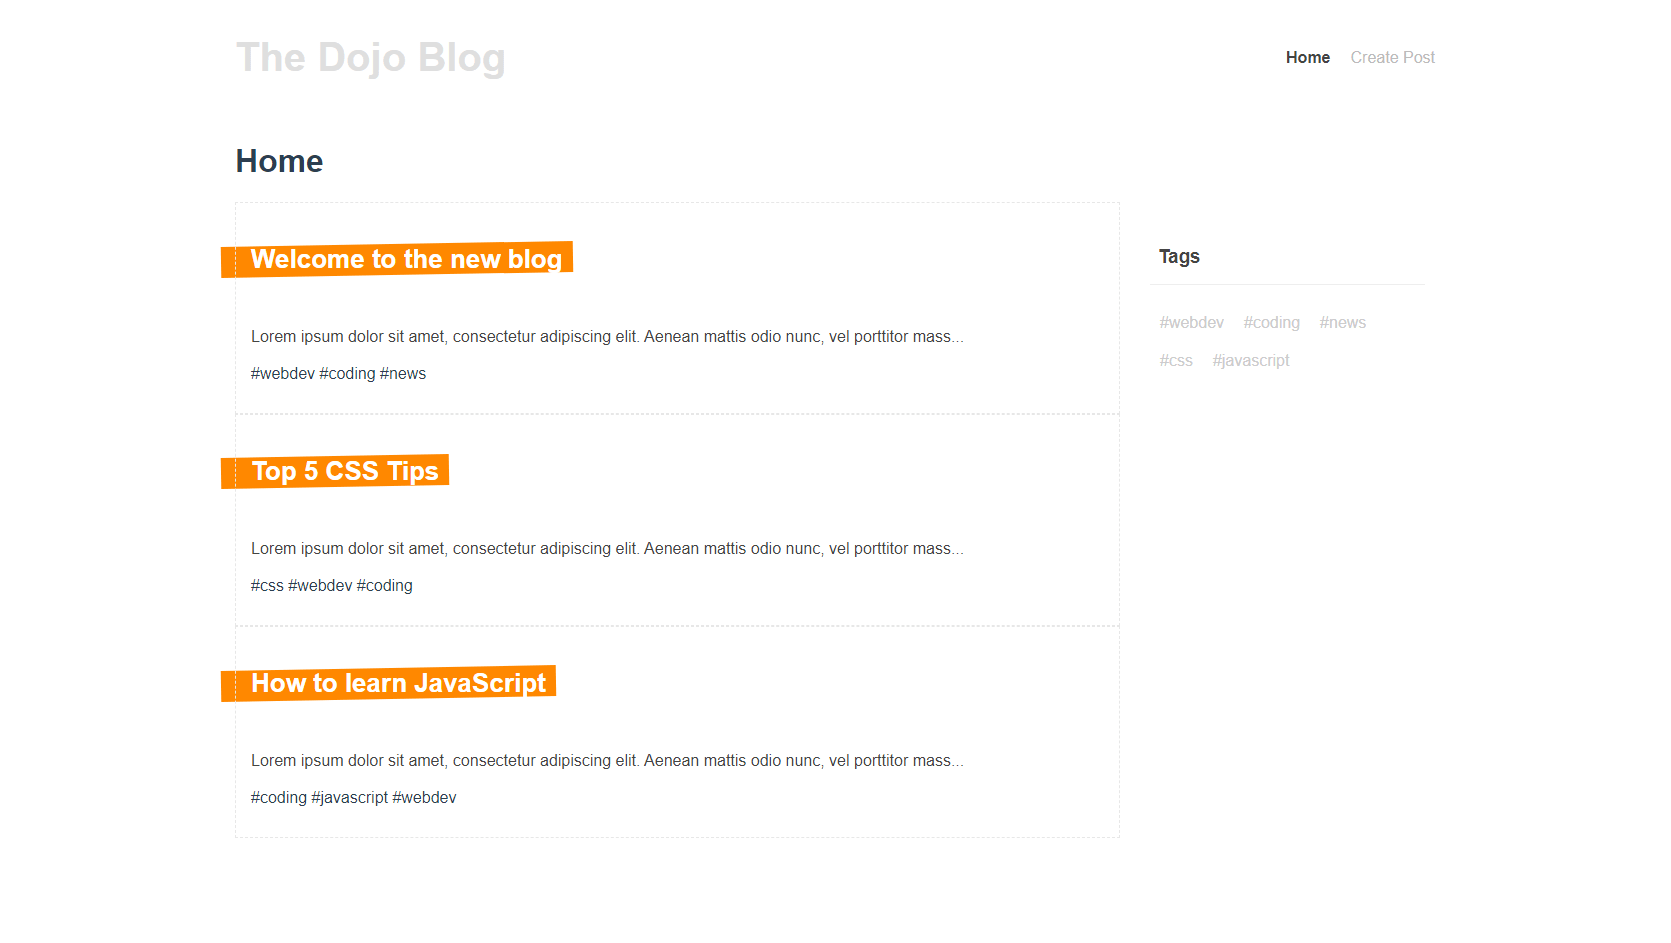 The Dojo Blog
Home Create Post
Home
Welcome to the new blog
Lorem ipsum dolor sit amet, consectetur adipiscing elit. Aenean mattis odio nunc, vel porttitor mass...
#webdev #coding #news
Top 5 CSS Tips
Lorem ipsum dolor sit amet, consectetur adipiscing elit. Aenean mattis odio nunc, vel porttitor mass...
#css #webdev #coding
How to learn JavaScript
Lorem ipsum dolor sit amet, consectetur adipiscing elit. Aenean mattis odio nunc, vel porttitor mass...
#coding #javascript #webdev
Tags
#webdev #coding #news
#css #javascript